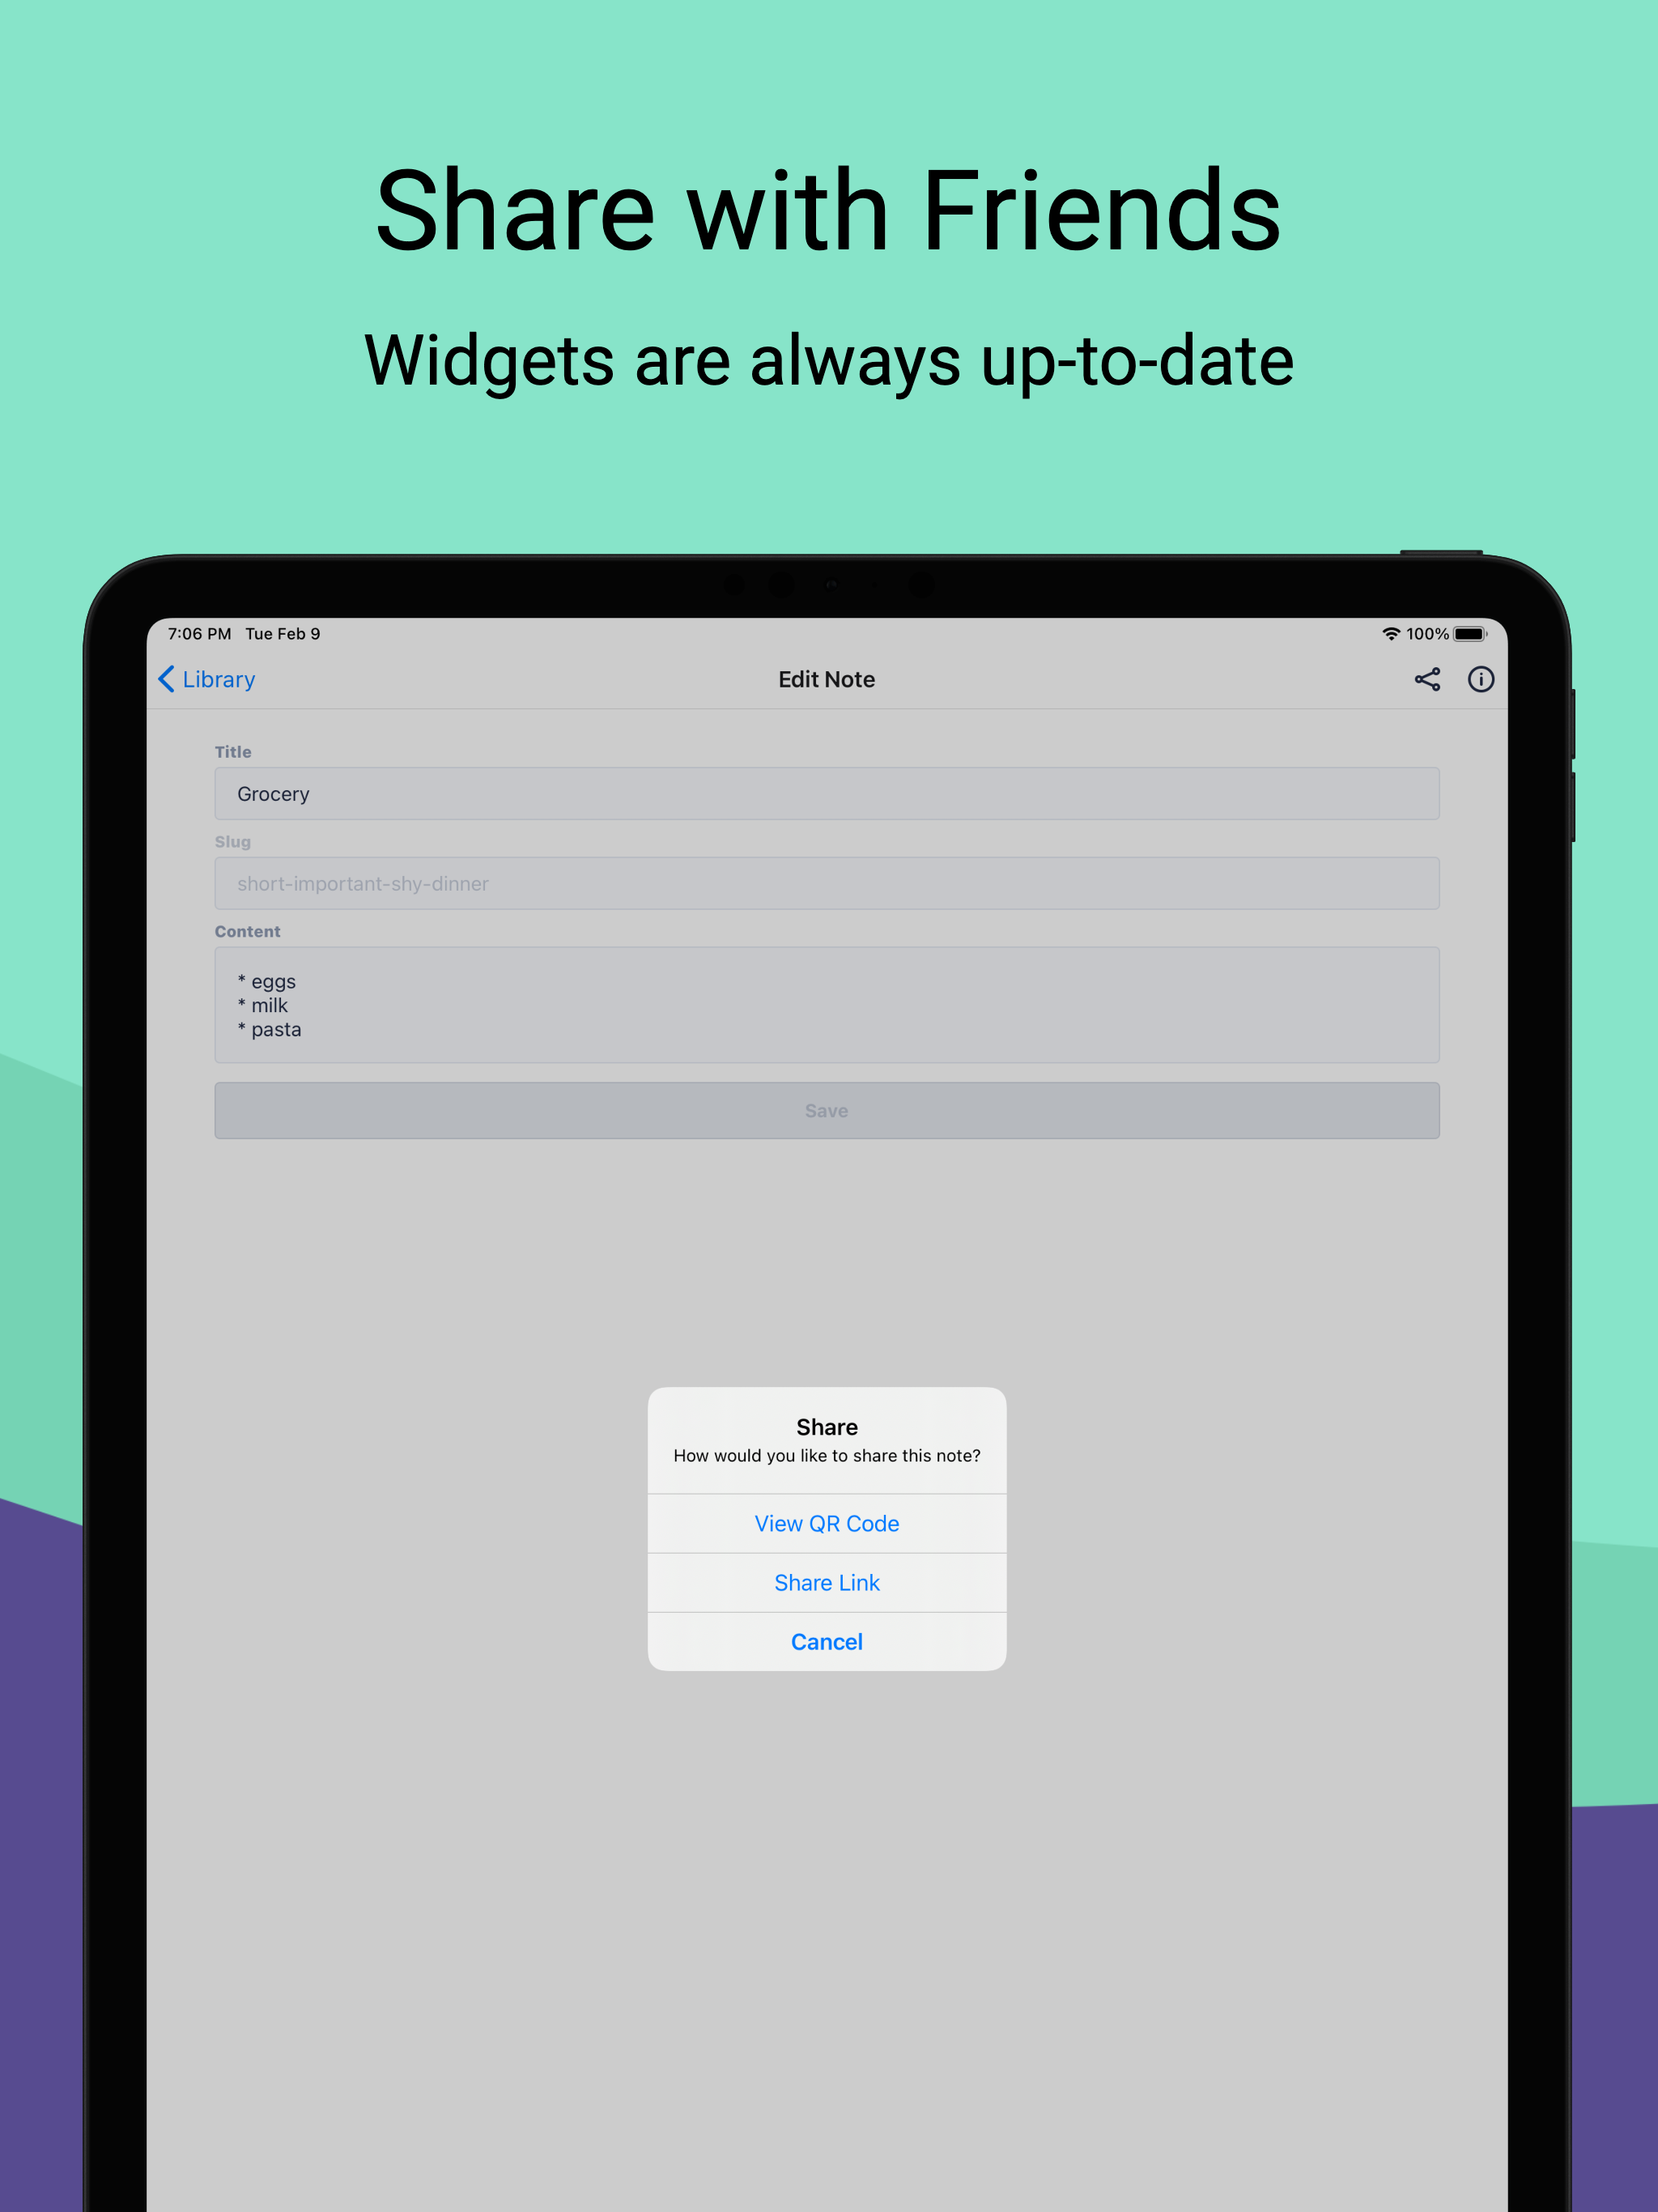 Share with Friends
Widgets are always up-to-date
7:06 PM Tue Feb 9
100%
Library
Edit Note
Title
Grocery
Slug
short-important-shy-dinner
Content
* eggs
* milk
* pasta
Save
Share
How would you like to share this note?
View QR Code
Share Link
Cancel